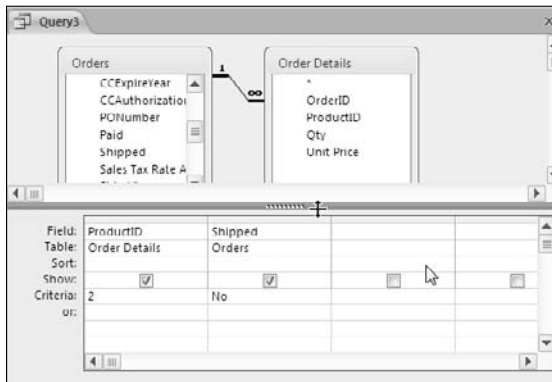 Query3
Orders
CCExpireYear
CCAuthorization
PONumber
Paid
Shipped
Sales Tax Rate A
1
∞
Order Details
*
OrderID
ProductID
Qty
Unit Price
Field: ProductID Shipped
Table: Order Details Orders
Sort:
Show:
Criteria: 2 No
or: